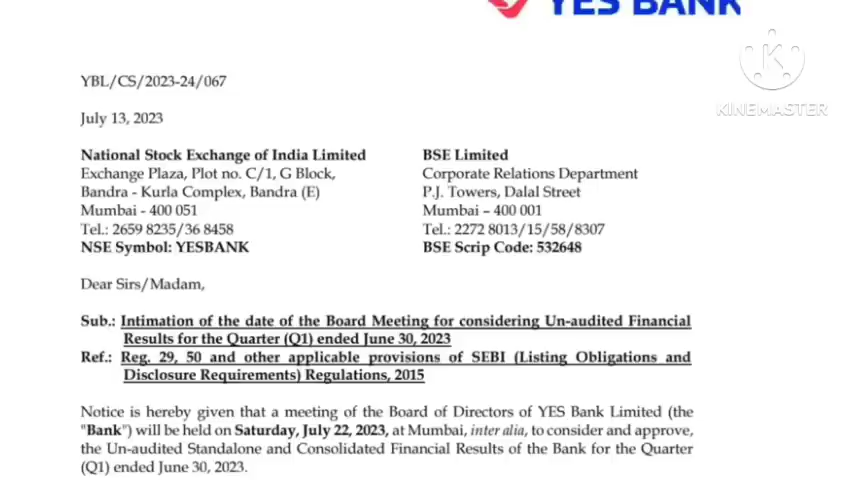 YES BANK
K
KINEMASTER
YBL/CS/2023-24/067
July 13, 2023
National Stock Exchange of India Limited
Exchange Plaza, Plot no. C/1, G Block,
Bandra - Kurla Complex, Bandra (E)
Mumbai - 400 051
Tel.: 2659 8235/36 8458
NSE Symbol: YESBANK
BSE Limited
Corporate Relations Department
P.J. Towers, Dalal Street
Mumbai – 400 001
Tel.: 2272 8013/15/58/8307
BSE Scrip Code: 532648
Dear Sirs/Madam,
Sub.: Intimation of the date of the Board Meeting for considering Un-audited Financial
Results for the Quarter (Q1) ended June 30, 2023
Ref.: Reg. 29, 50 and other applicable provisions of SEBI (Listing Obligations and
Disclosure Requirements) Regulations, 2015
Notice is hereby given that a meeting of the Board of Directors of YES Bank Limited (the
"Bank") will be held on Saturday, July 22, 2023, at Mumbai, inter alia, to consider and approve,
the Un-audited Standalone and Consolidated Financial Results of the Bank for the Quarter
(Q1) ended June 30, 2023.